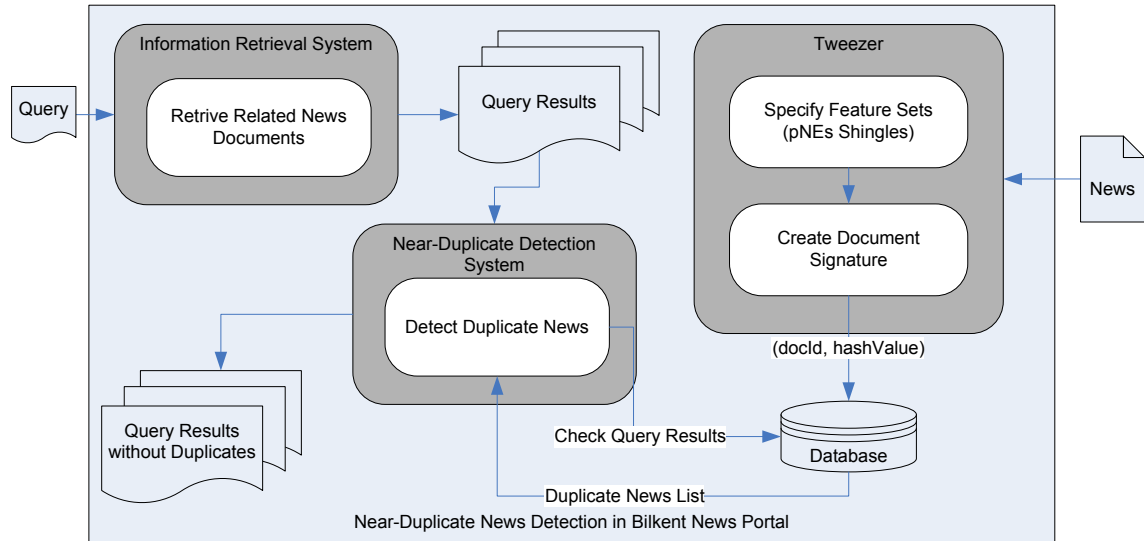 Information Retrieval System
Tweezer
Query
Retrive Related News
Documents
Query Results
Specify Feature Sets
(pNEs Shingles)
News
Create Document
Signature
Near-Duplicate Detection
System
Detect Duplicate News
(docId, hashValue)
Query Results
without Duplicates
Check Query Results
Database
Duplicate News List
Near-Duplicate News Detection in Bilkent News Portal